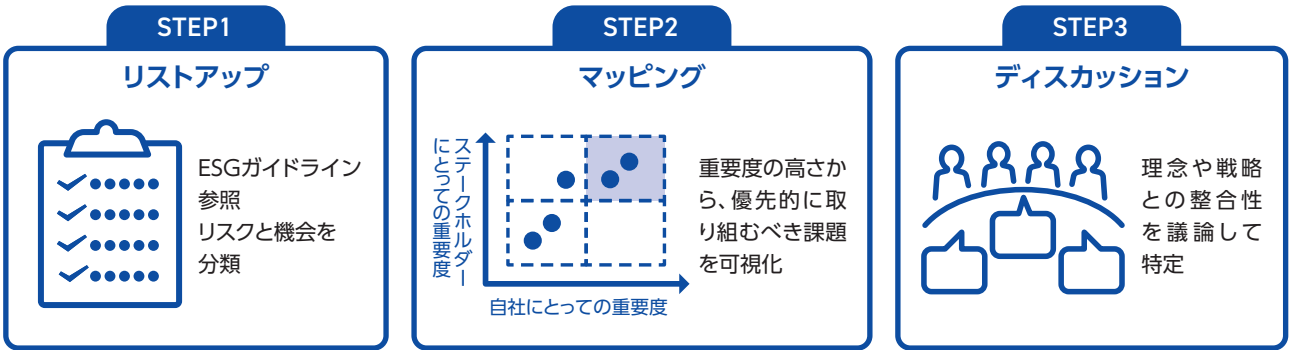 STEP1
リストアップ
ESGガイドライン
参照
リスクと機会を
分類
STEP2
マッピング
ステークホルダー
にとっての重要度
自社にとっての重要度
重要度の高さか
ら、優先的に取
り組むべき課題
を可視化
STEP3
ディスカッション
理念や戦略
との整合性
を議論して
特定